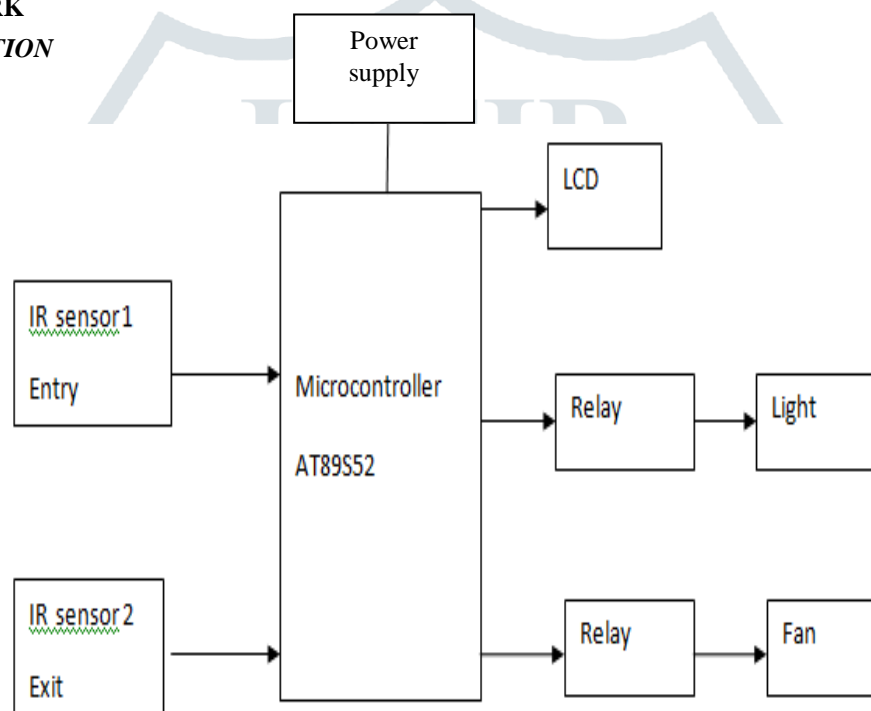 RK
TION
Power
supply
LCD
IR sensor1
Entry
Microcontroller
AT89S52
Relay
Light
IR sensor2
Exit
Relay
Fan